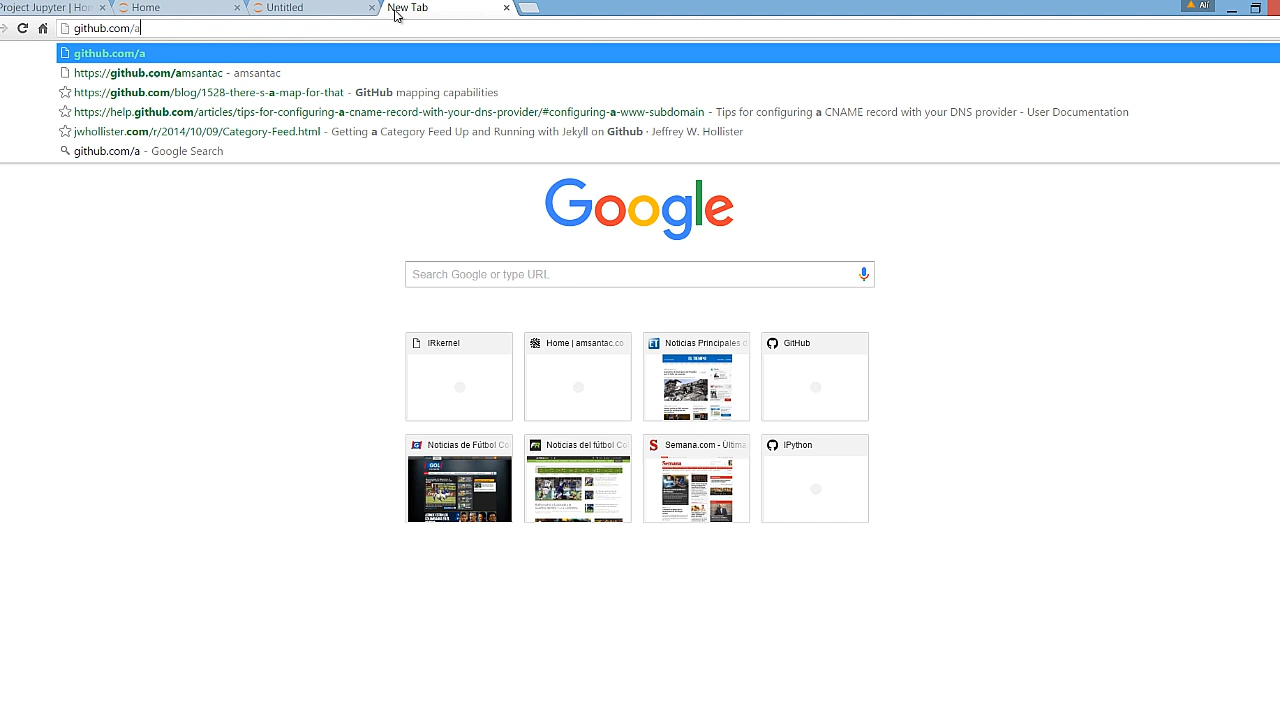 Project Jupyter | Hom
Home
Untitled
New Tab
Alf
github.com/a
github.com/a
https://github.com/amsantac - amsantac
https://github.com/blog/1528-there-s-a-map-for-that - GitHub mapping capabilities
https://help.github.com/articles/tips-for-configuring-a-cname-record-with-your-dns-provider/#configuring-a-www-subdomain - Tips for configuring a CNAME record with your DNS provider - User Documentation
jwhollister.com/r/2014/10/09/Category-Feed.html - Getting a Category Feed Up and Running with Jekyll on Github · Jeffrey W. Hollister
github.com/a - Google Search
Google
Search Google or type URL
IRkernel
Home | amsantac.co
Noticias Principales d
GitHub
Noticias de Fútbol Co
Noticias del fútbol Co
Semana.com - Última
IPython